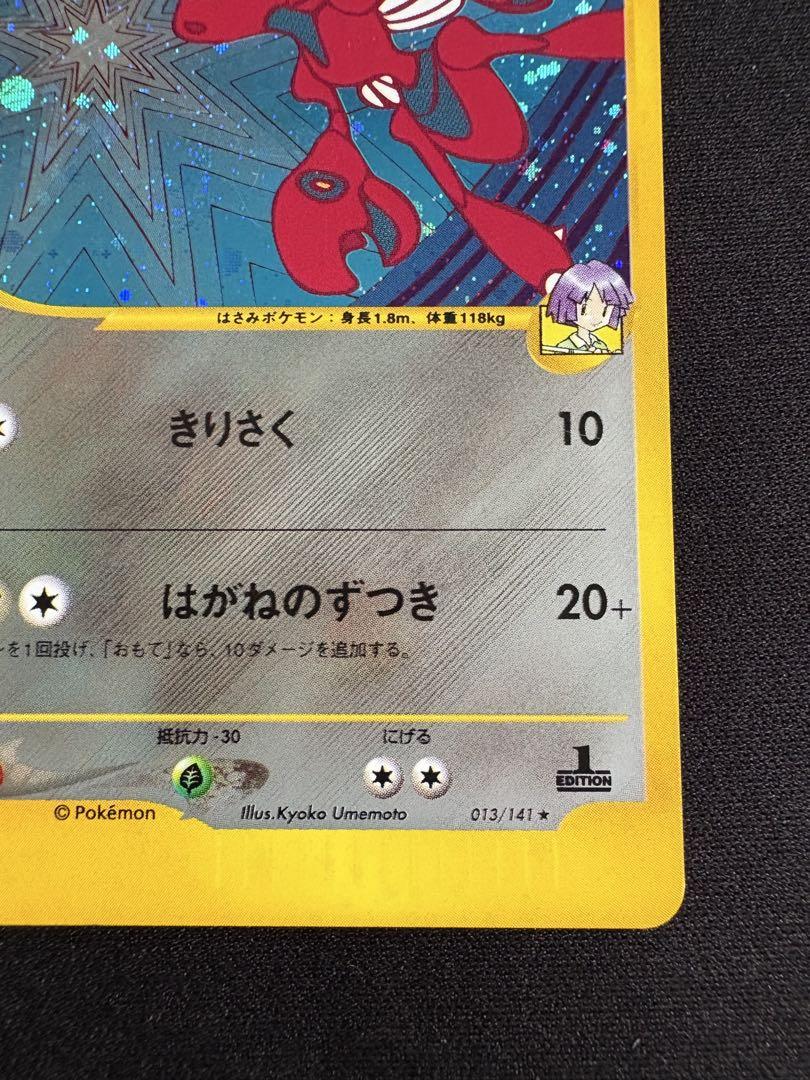 はさみポケモン：身長1.8m、体重118kg
きりさく 10
はがねのずつき 20+
を1回投げ、「おもて」なら、10ダメージを追加する。
抵抗力 -30 にげる
1
EDITION
© Pokémon Illus.Kyoko Umemoto 013/141 ★